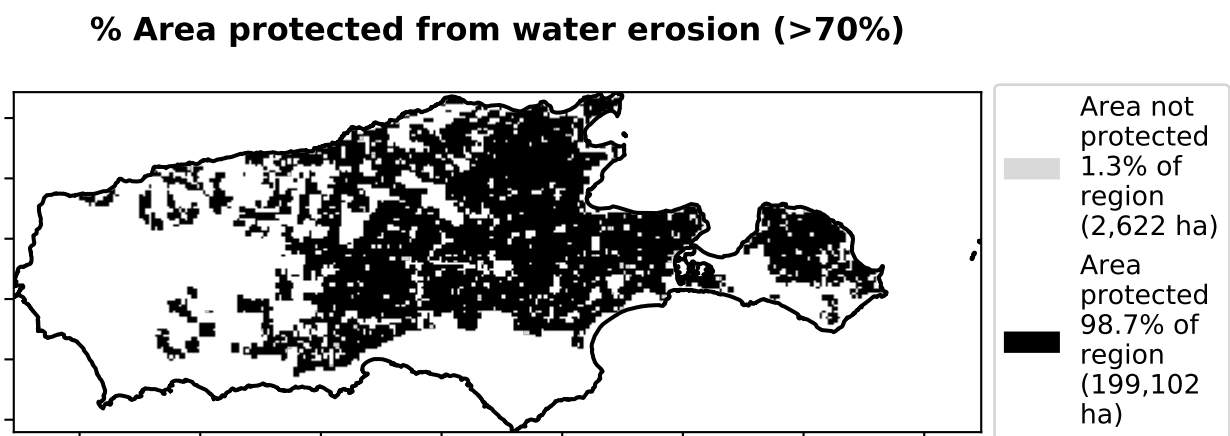 % Area protected from water erosion (>70%)
Area not
protected
1.3% of
region
(2,622 ha)
Area
protected
98.7% of
region
(199,102
ha)